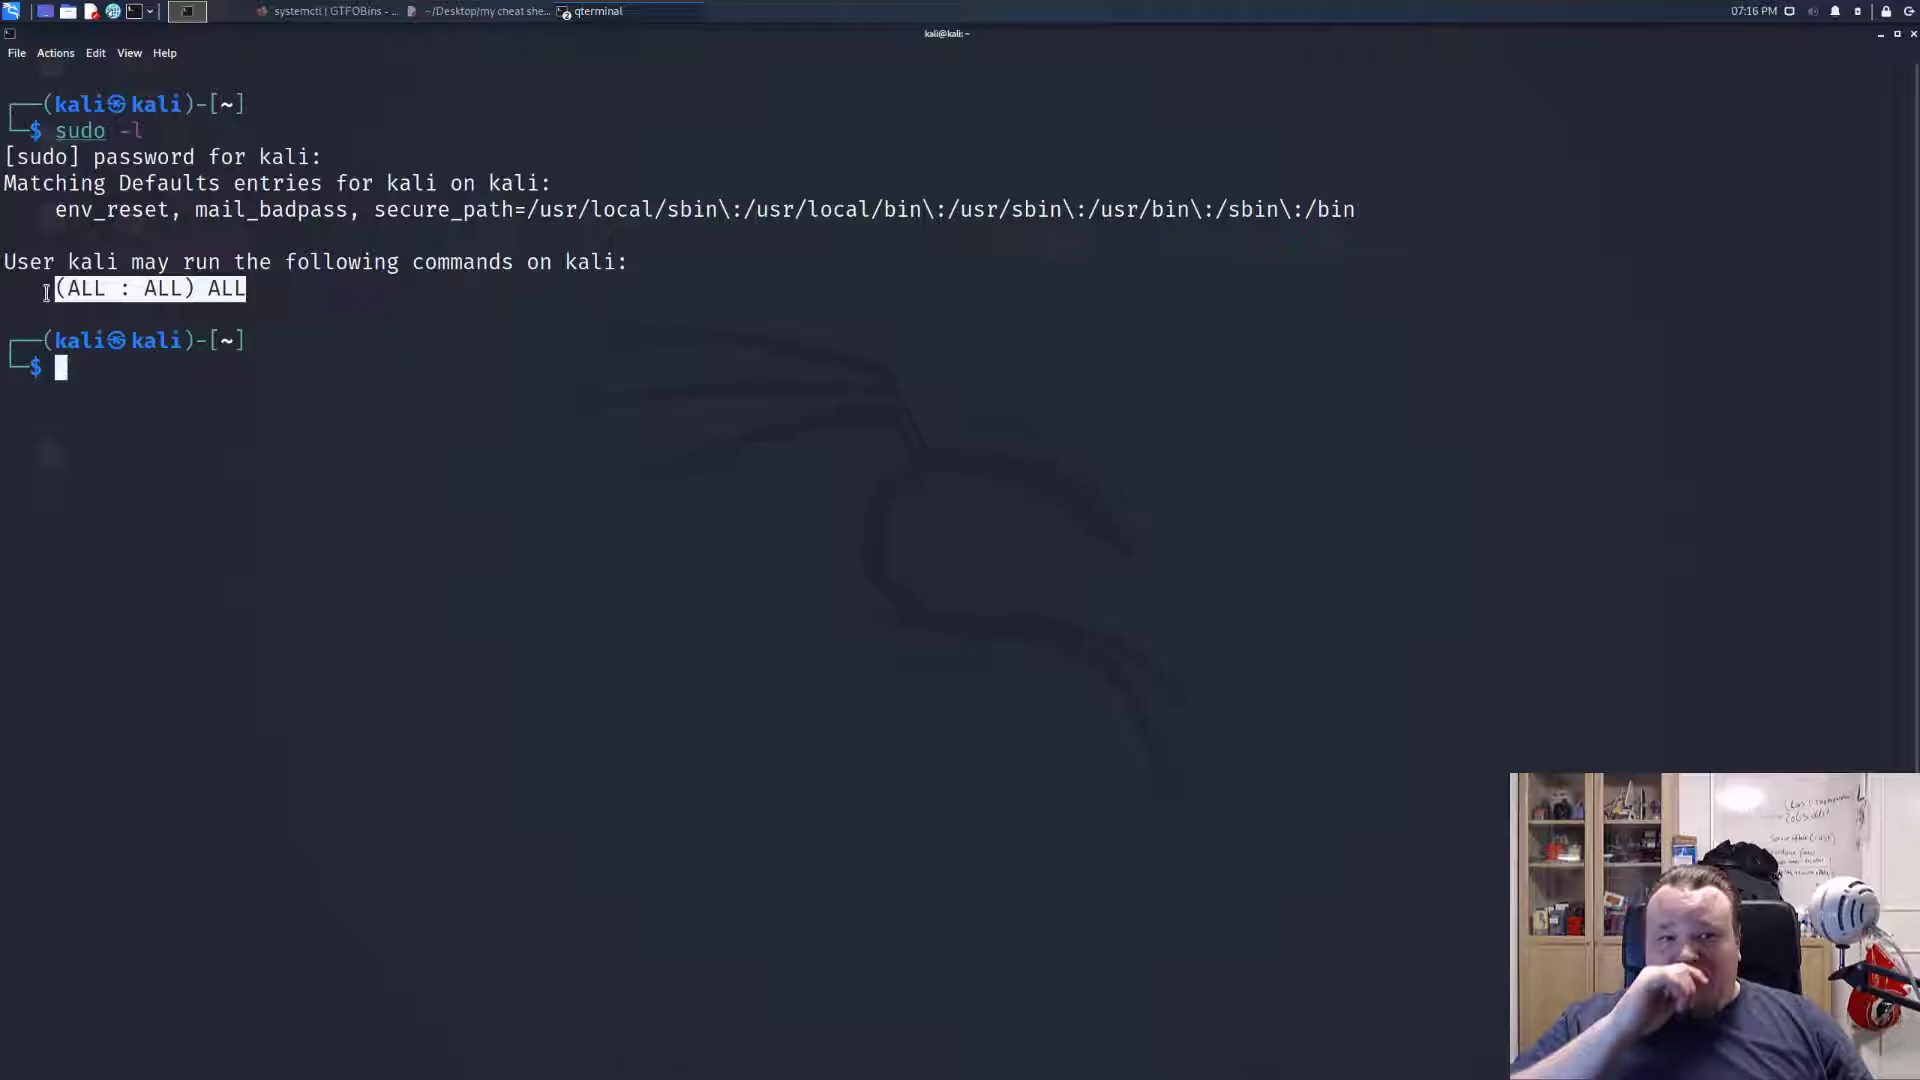 systemctl | GTFOBins - ...
~/Desktop/my cheat she...
qterminal
07:16 PM
kali@kali: ~
File Actions Edit View Help
┌──(kali㉿kali)-[~]
└─$ sudo -l
[sudo] password for kali:
Matching Defaults entries for kali on kali:
env_reset, mail_badpass, secure_path=/usr/local/sbin\:/usr/local/bin\:/usr/sbin\:/usr/bin\:/sbin\:/bin
User kali may run the following commands on kali:
(ALL : ALL) ALL
┌──(kali㉿kali)-[~]
└─$